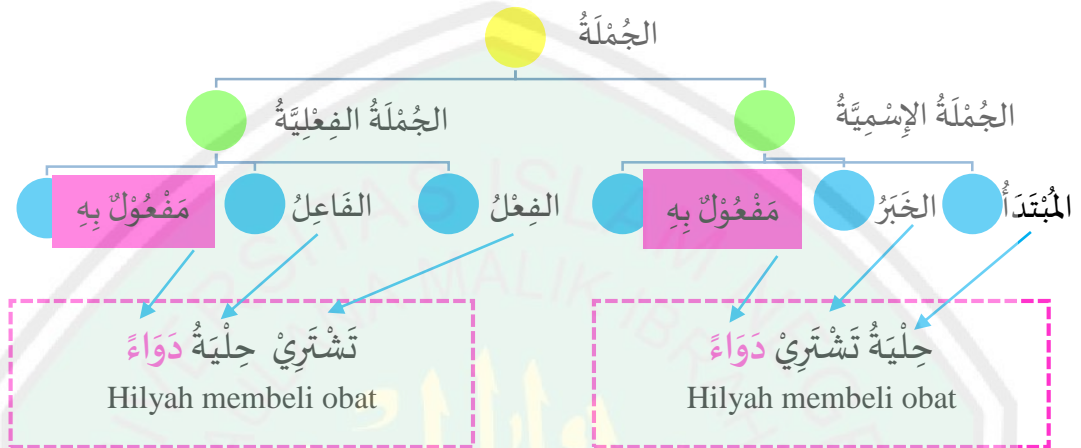 الجُمْلَةُ
الجُمْلَةُ الإِسْمِيَّةُ
الجُمْلَةُ الفِعْلِيَّةُ
المُبْتَدَأُ
الخَبَرُ
مَفْعُوْلٌ بِهِ
الفِعْلُ
الفَاعِلُ
مَفْعُوْلٌ بِهِ
حِلْيَةُ تَشْتَرِيْ دَوَاءً
Hilyah membeli obat
تَشْتَرِيْ حِلْيَةُ دَوَاءً
Hilyah membeli obat